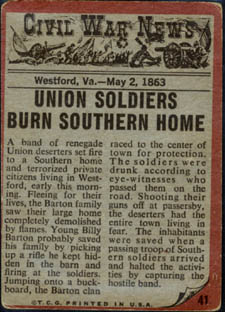 CIVIL WAR NEWS
Westford, Va.—May 2, 1863
UNION SOLDIERS
BURN SOUTHERN HOME
A band of renegade
Union deserters set fire
to a Southern home
and terrorized private
citizens living in West-
ford, early this morn-
ing. Fleeing for their
lives, the Barton family
saw their large home
completely demolished
by flames. Young Billy
Barton probably saved
his family by picking
up a rifle he kept hid-
den in the barn and
firing at the soldiers.
Jumping onto a buck-
board, the Barton clan
raced to the center of
town for protection.
The soldiers were
drunk according to
eye-witnesses who
passed them on the
road. Shooting their
guns off at passersby,
the deserters had the
entire town living in
fear. The inhabitants
were saved when a
passing troop of South-
ern soldiers arrived
and halted the activi-
ties by capturing the
hostile band.
©T.C.G. PRINTED IN U.S.A.
41